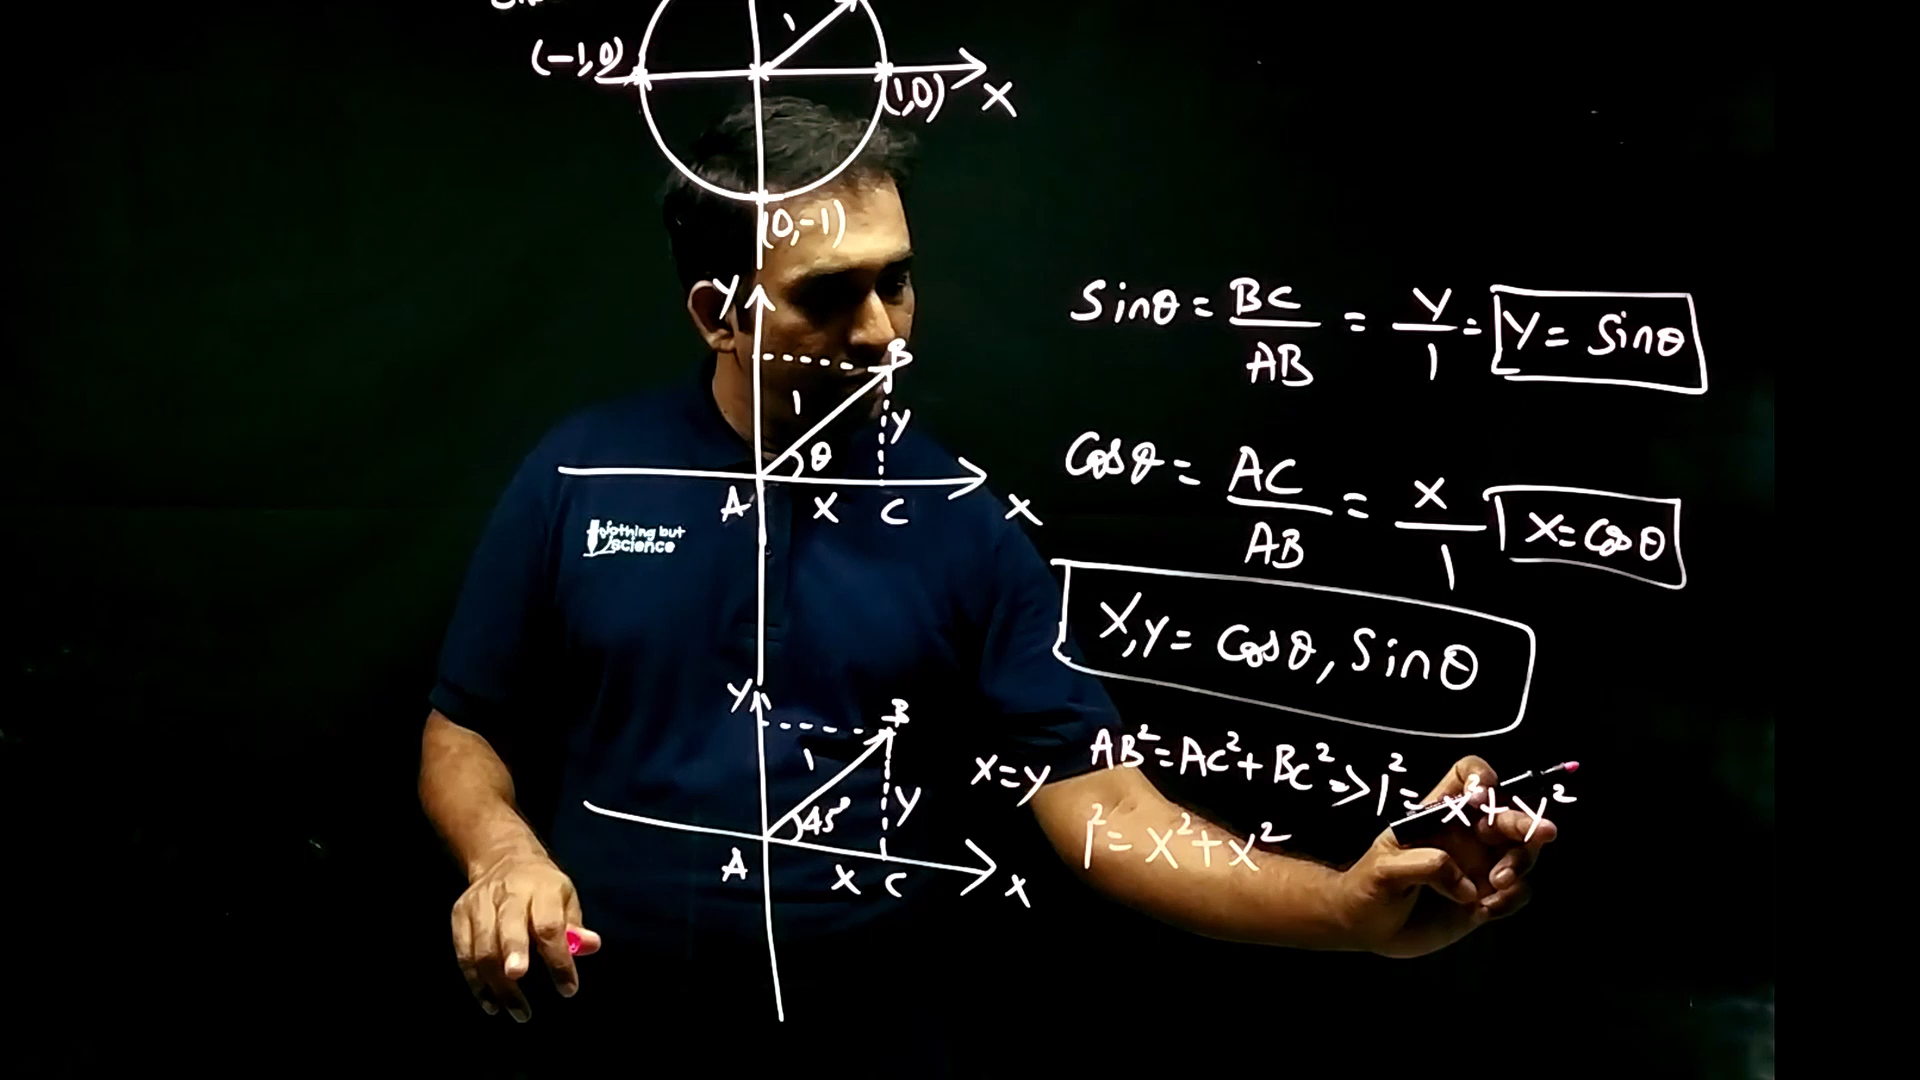 1
(-1,0)
(1,0)
X
(0,-1)
Y
B
1
Y
θ
A
X
C
X
Nothing but
science
Sinθ = BC/AB = Y/1 = Y = Sinθ
Cosθ = AC/AB = X/1 X = Cosθ
X,Y = Cosθ, Sinθ
Y
B
1
Y
45°
A
X
C
X
X=Y
AB² = AC² + BC² => 1² = X² + Y²
1² = X² + X²